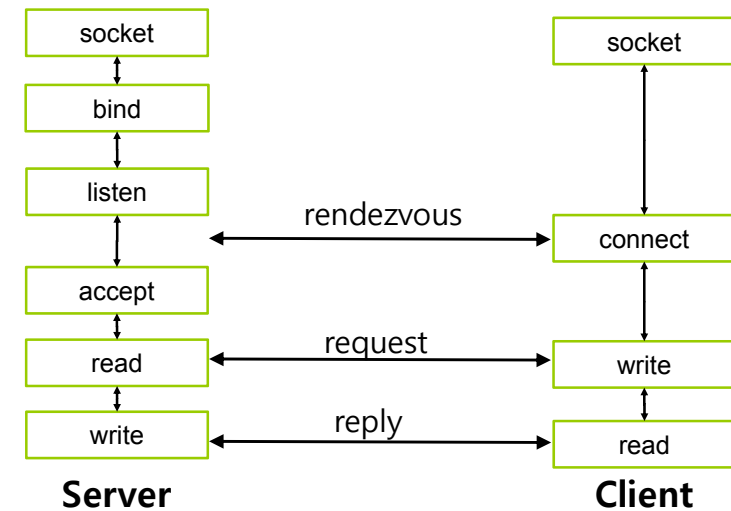 socket
bind
listen
accept
read
write
Server
rendezvous
request
reply
socket
connect
write
read
Client